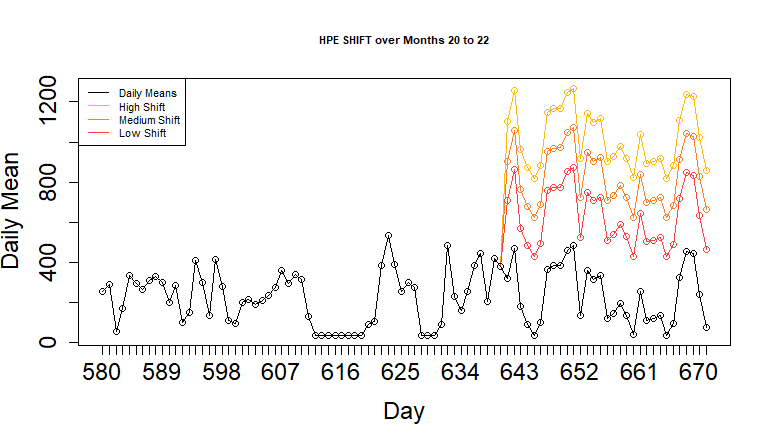 HPE SHIFT over Months 20 to 22
Daily Means
High Shift
Medium Shift
Low Shift
Daily Mean
1200
800
400
0
580 589 598 607 616 625 634 643 652 661 670
Day